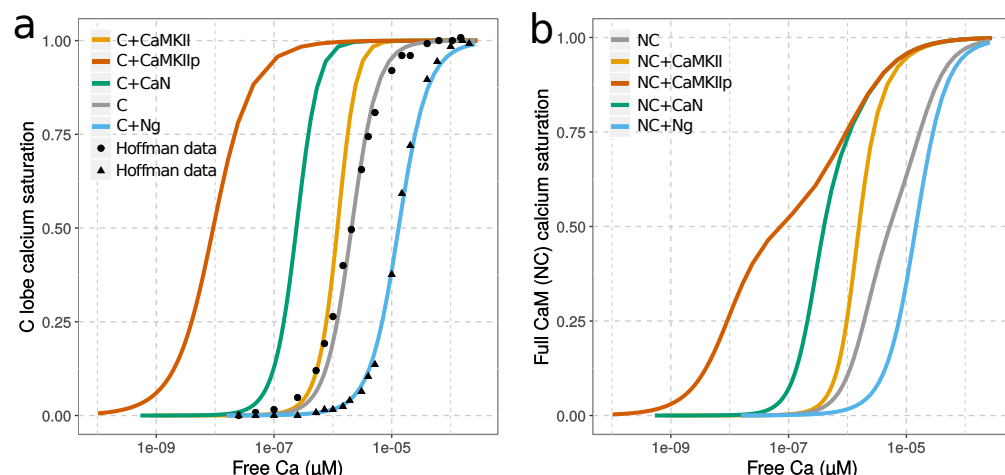 a
C lobe calcium saturation
1.00
0.75
0.50
0.25
0.00
C+CaMKII
C+CaMKIIp
C+CaN
C
C+Ng
Hoffman data
Hoffman data
1e-09
1e-07
1e-05
Free Ca (μM)
b
Full CaM (NC) calcium saturation
1.00
0.75
0.50
0.25
0.00
NC
NC+CaMKII
NC+CaMKIIp
NC+CaN
NC+Ng
1e-09
1e-07
1e-05
Free Ca (μM)